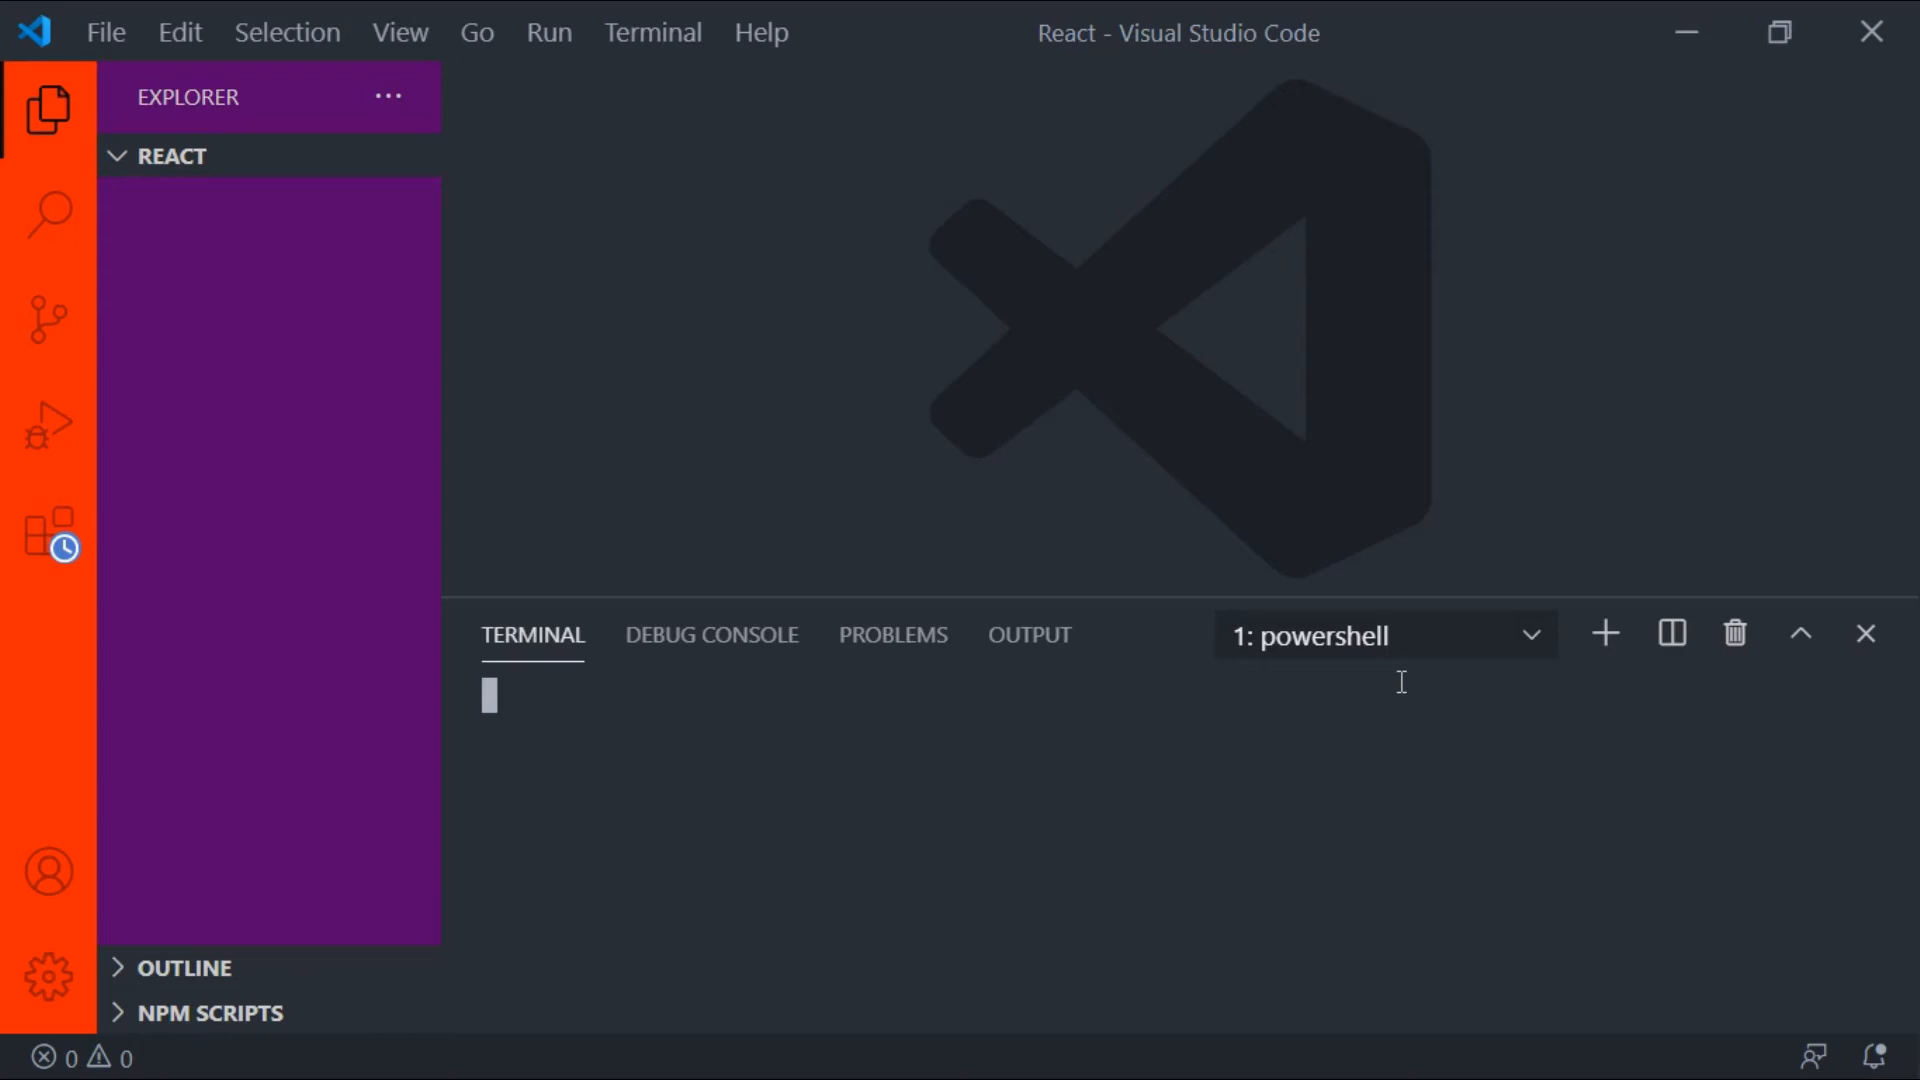 File Edit Selection View Go Run Terminal Help React - Visual Studio Code
EXPLORER
REACT
TERMINAL DEBUG CONSOLE PROBLEMS OUTPUT 1: powershell
OUTLINE
NPM SCRIPTS
0 0